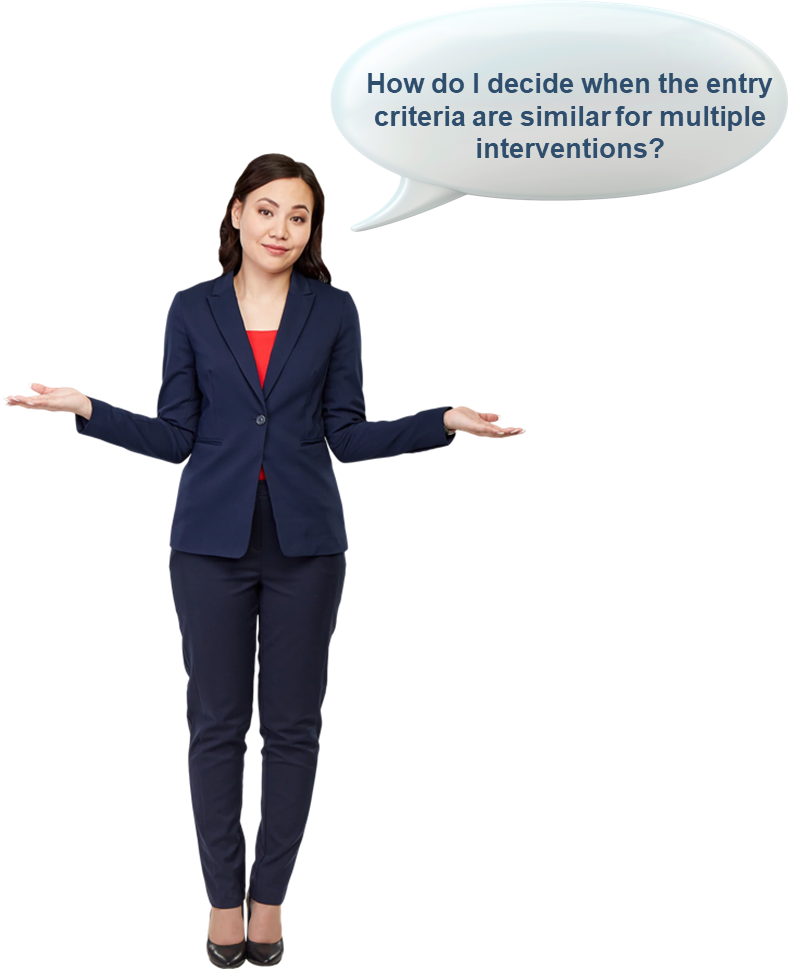 How do I decide when the entry
criteria are similar for multiple
interventions?